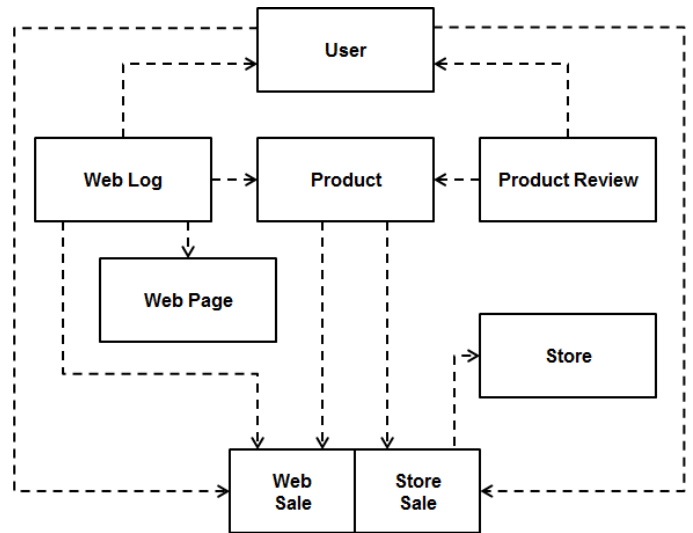 User
Web Log
Product
Product Review
Web Page
Store
Web
Sale
Store
Sale